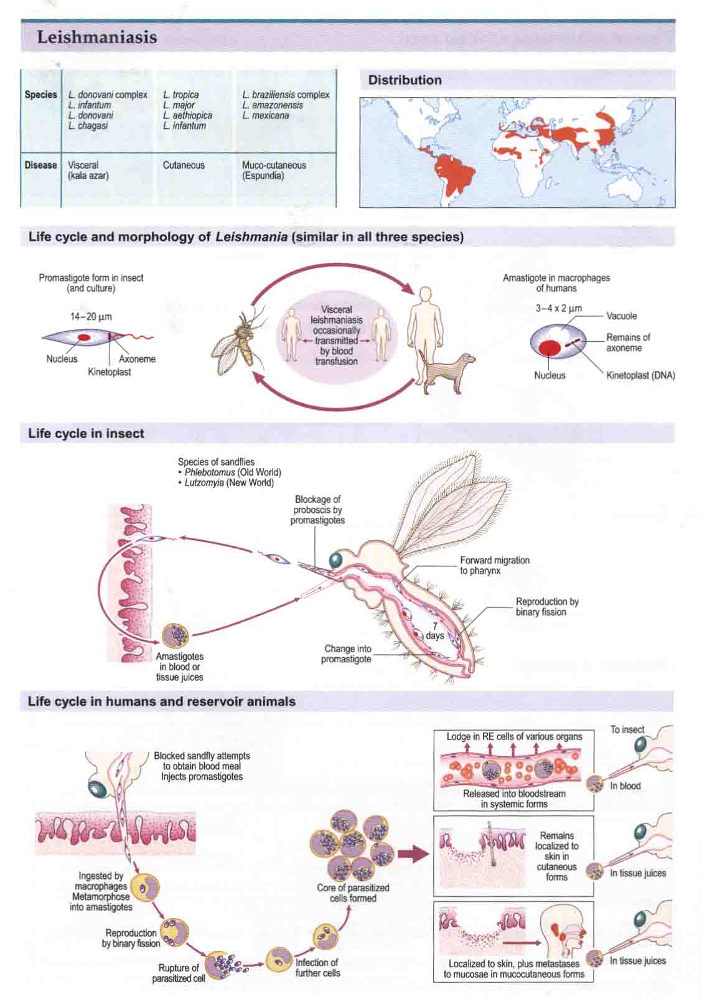 Leishmaniasis
Species
L. donovani complex
L. infantum
L. donovani
L. chagasi
L. tropica
L. major
L. aethiopica
L. infantum
L. braziliensis complex
L. amazonensis
L. mexicana
Disease
Visceral
(kala azar)
Cutaneous
Muco-cutaneous
(Espundia)
Distribution
Life cycle and morphology of Leishmania (similar in all three species)
Promastigote form in insect
(and culture)
14–20 µm
Nucleus
Axoneme
Kinetoplast
Visceral
leishmaniasis
occasionally
transmitted
by blood
transfusion
Amastigote in macrophages
of humans
3–4 x 2 µm
Vacuole
Remains of
axoneme
Nucleus
Kinetoplast (DNA)
Life cycle in insect
Species of sandflies
• Phlebotomus (Old World)
• Lutzomyia (New World)
Blockage of
proboscis by
promastigotes
Forward migration
to pharynx
Reproduction by
binary fission
7
days
Change into
promastigote
Amastigotes
in blood or
tissue juices
Life cycle in humans and reservoir animals
Blocked sandfly attempts
to obtain blood meal
Injects promastigotes
Ingested by
macrophages
Metamorphose
into amastigotes
Reproduction
by binary fission
Rupture of
parasitized cell
Infection of
further cells
Core of parasitized
cells formed
Lodge in RE cells of various organs
Released into bloodstream
in systemic forms
To insect
In blood
Remains
localized to
skin in
cutaneous
forms
In tissue juices
Localized to skin, plus metastases
to mucosae in mucocutaneous forms
In tissue juices